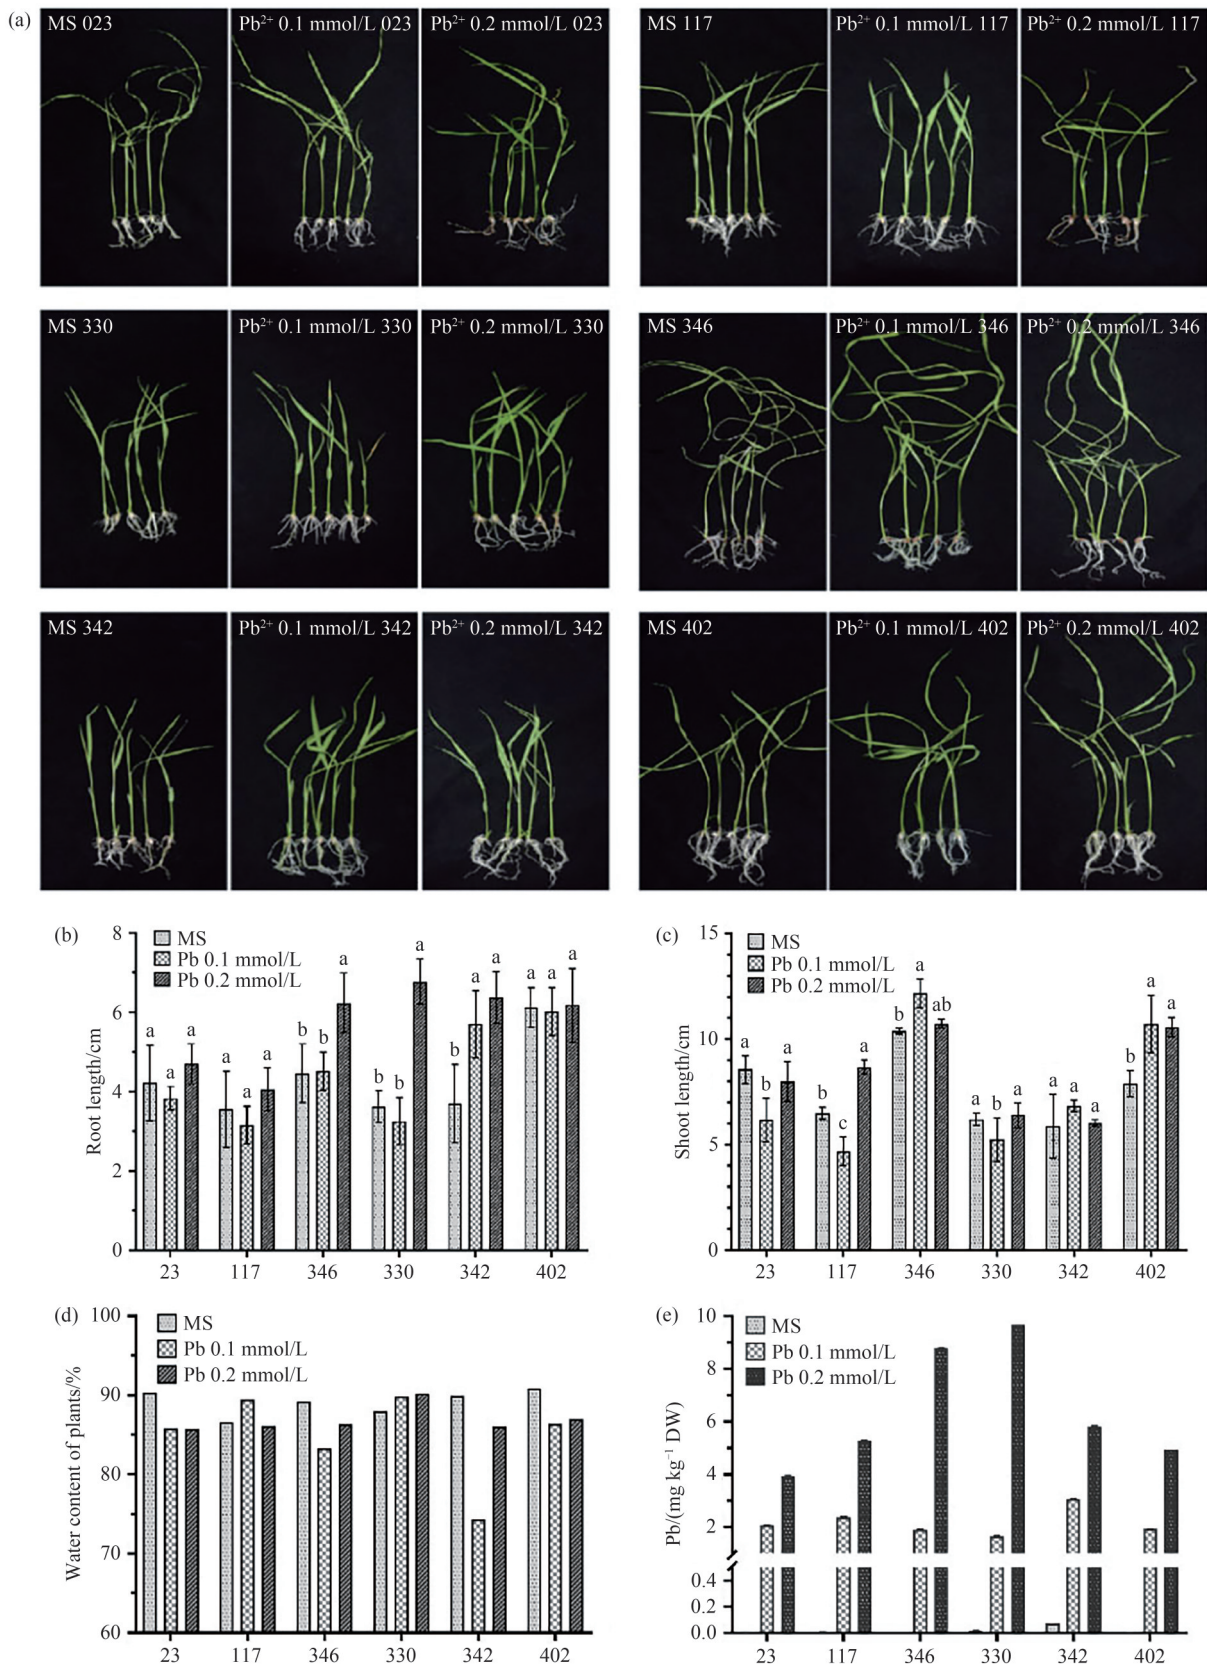 (a)
MS 023
Pb²⁺ 0.1 mmol/L 023
Pb²⁺ 0.2 mmol/L 023
MS 117
Pb²⁺ 0.1 mmol/L 117
Pb²⁺ 0.2 mmol/L 117
MS 330
Pb²⁺ 0.1 mmol/L 330
Pb²⁺ 0.2 mmol/L 330
MS 346
Pb²⁺ 0.1 mmol/L 346
Pb²⁺ 0.2 mmol/L 346
MS 342
Pb²⁺ 0.1 mmol/L 342
Pb²⁺ 0.2 mmol/L 342
MS 402
Pb²⁺ 0.1 mmol/L 402
Pb²⁺ 0.2 mmol/L 402
(b)
Root length/cm
8
6
4
2
0
MS
Pb 0.1 mmol/L
Pb 0.2 mmol/L
a a a a a a b b a b b a b a a a a a
23 117 346 330 342 402
(c)
Shoot length/cm
15
10
5
0
MS
Pb 0.1 mmol/L
Pb 0.2 mmol/L
a b a b c a b a ab a b a a a a b a a
23 117 346 330 342 402
(d)
Water content of plants/%
100
90
80
70
60
MS
Pb 0.1 mmol/L
Pb 0.2 mmol/L
23 117 346 330 342 402
(e)
Pb/(mg kg⁻¹ DW)
10
8
6
4
2
0.4
0.2
0.0
MS
Pb 0.1 mmol/L
Pb 0.2 mmol/L
23 117 346 330 342 402